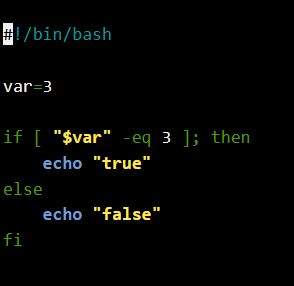 #!/bin/bash
var=3
if [ "$var" -eq 3 ]; then
    echo "true"
else
    echo "false"
fi